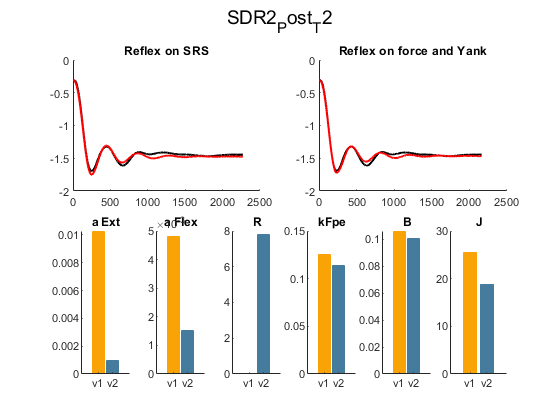 SDR2_Post_T2
Reflex on SRS
Reflex on force and Yank
0
-0.5
-1
-1.5
-2
0 500 1000 1500 2000 2500
0
-0.5
-1
-1.5
-2
0 500 1000 1500 2000 2500
a Ext
a Flex
R
kFpe
B
J
0.01
0.008
0.006
0.004
0.002
0
v1 v2
5
4
3
2
1
0
v1 v2
8
6
4
2
0
v1 v2
0.15
0.1
0.05
0
v1 v2
0.1
0.08
0.06
0.04
0.02
0
v1 v2
30
20
10
0
v1 v2